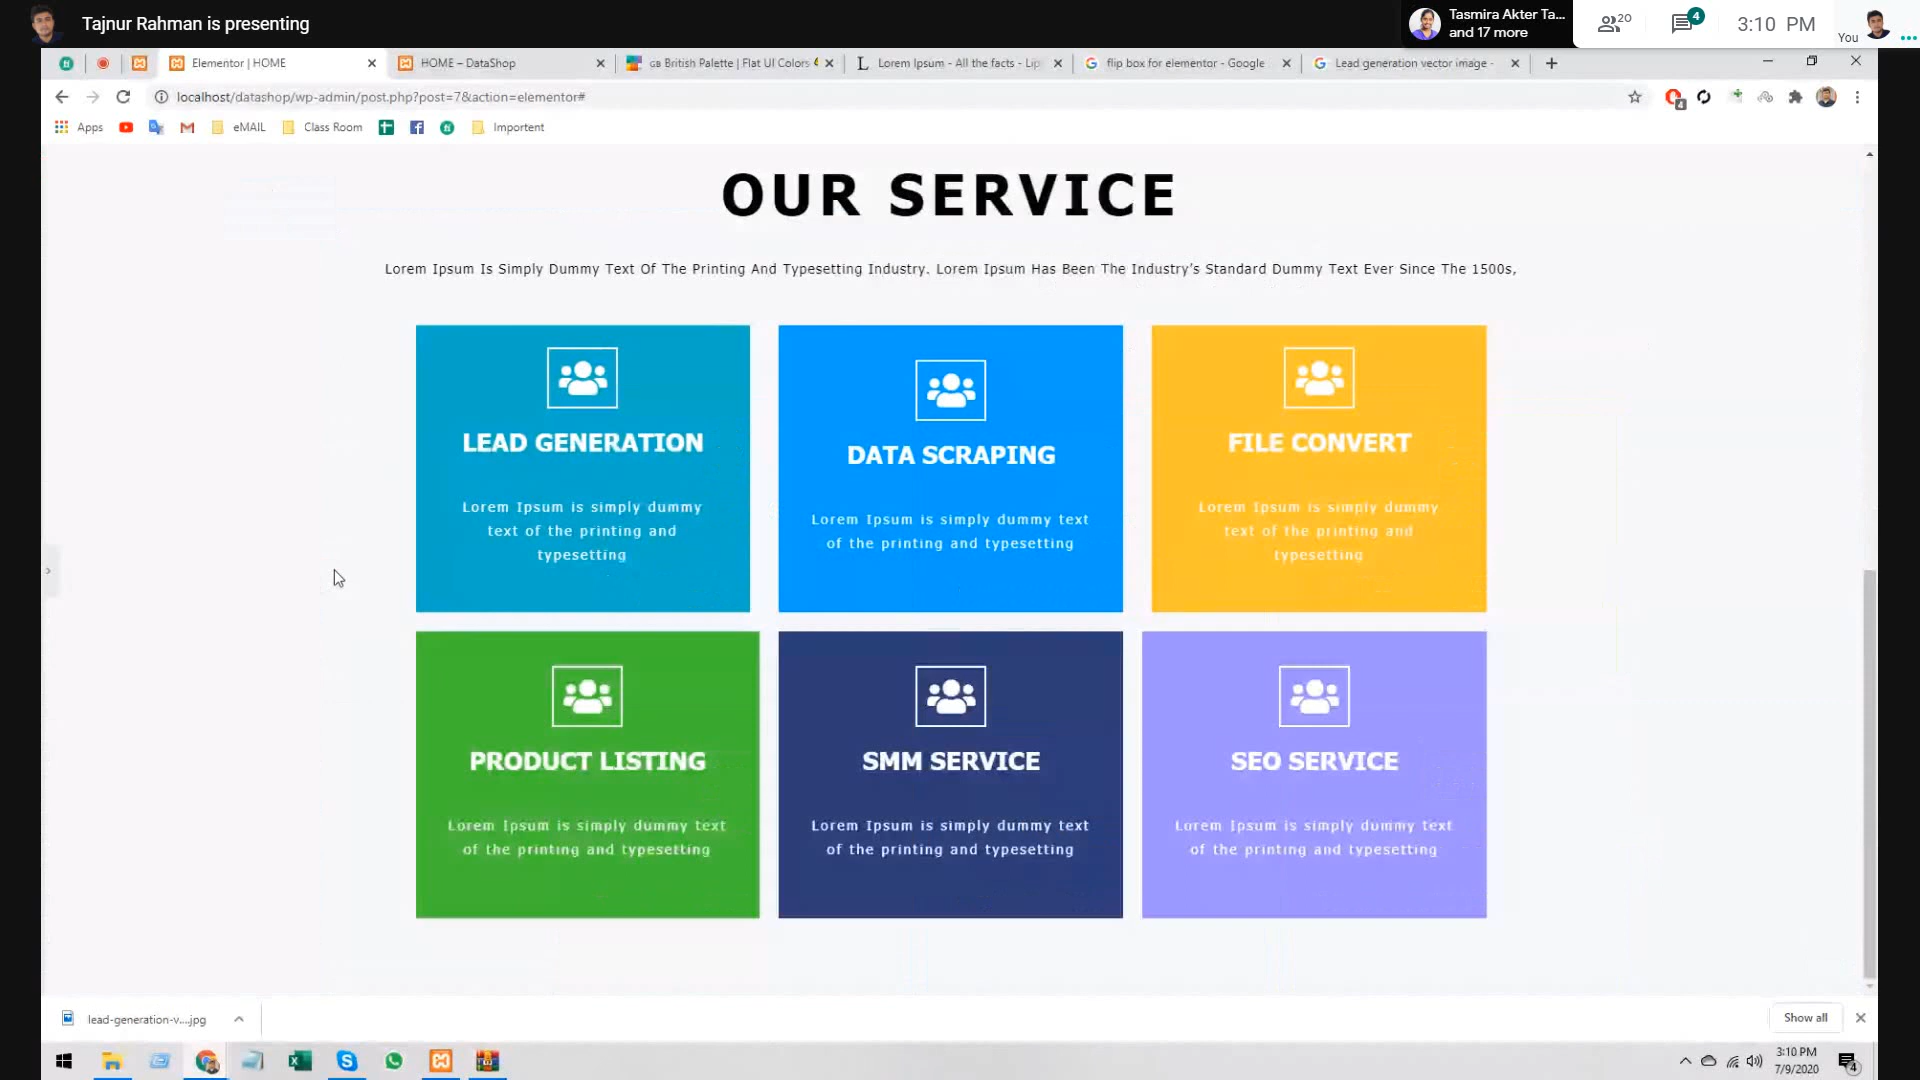 Tajnur Rahman is presenting
Tasmira Akter Ta...
and 17 more
20
4
3:10 PM
You
Elementor | HOME
HOME – DataShop
British Palette | Flat UI Colors
Lorem Ipsum - All the facts - Lip
flip box for elementor - Google
Lead generation vector image -
localhost/datashop/wp-admin/post.php?post=7&action=elementor#
4
Apps
eMAIL
Class Room
Importent
OUR SERVICE
Lorem Ipsum Is Simply Dummy Text Of The Printing And Typesetting Industry. Lorem Ipsum Has Been The Industry’s Standard Dummy Text Ever Since The 1500s,
LEAD GENERATION
Lorem Ipsum is simply dummy
text of the printing and
typesetting
DATA SCRAPING
Lorem Ipsum is simply dummy text
of the printing and typesetting
FILE CONVERT
Lorem Ipsum is simply dummy
text of the printing and
typesetting
PRODUCT LISTING
Lorem Ipsum is simply dummy text
of the printing and typesetting
SMM SERVICE
Lorem Ipsum is simply dummy text
of the printing and typesetting
SEO SERVICE
Lorem Ipsum is simply dummy text
of the printing and typesetting
lead-generation-v....jpg
Show all
3:10 PM
7/9/2020
4